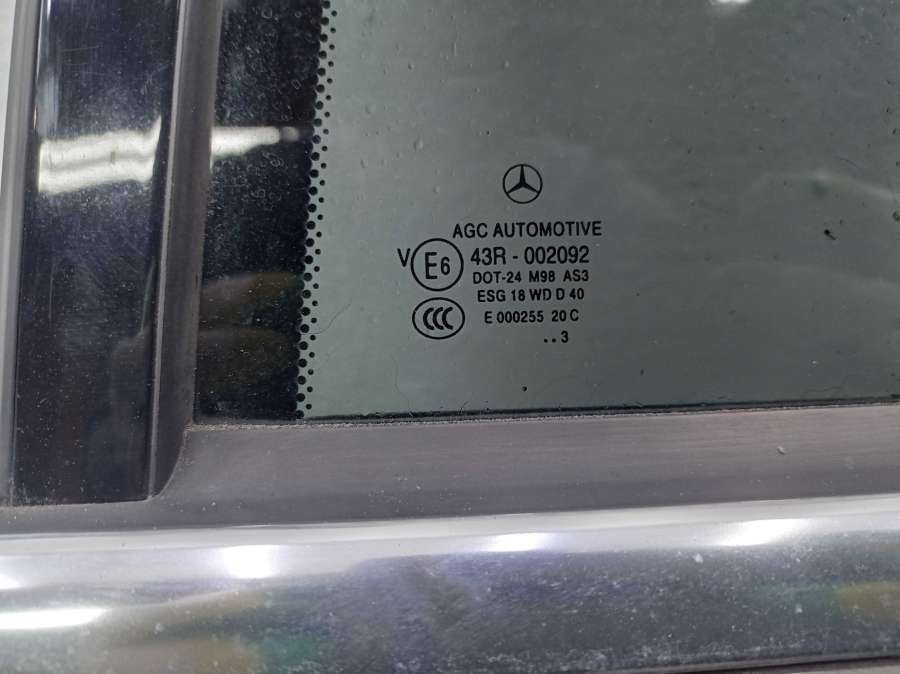 AGC AUTOMOTIVE
V E6 43R - 002092
DOT-24 M98 AS3
ESG 18 WD D 40
CCC E 000255 20 C
..3